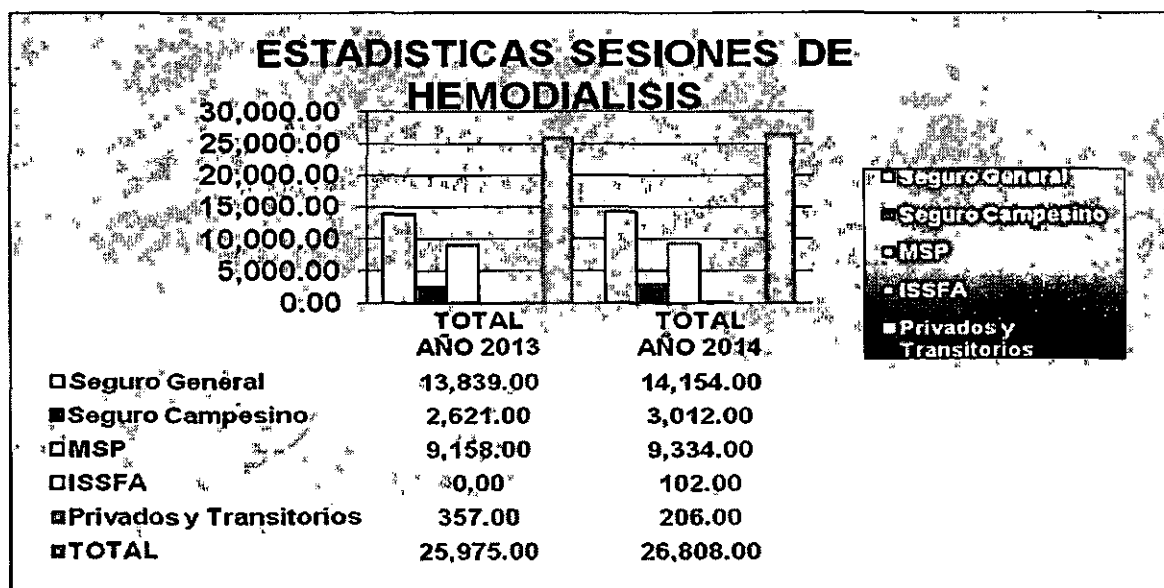 ESTADISTICAS SESIONES DE
HEMODIALISIS
30,000.00
25,000.00
20,000.00
15,000.00
10,000.00
5,000.00
0.00
TOTAL AÑO 2013
TOTAL AÑO 2014
Seguro General 13,839.00 14,154.00
Seguro Campesino 2,621.00 3,012.00
MSP 9,158.00 9,334.00
ISSFA 0,00 102.00
Privados y Transitorios 357.00 206.00
TOTAL 25,975.00 26,808.00
Seguro General
Seguro Campesino
MSP
ISSFA
Privados y
Transitorios